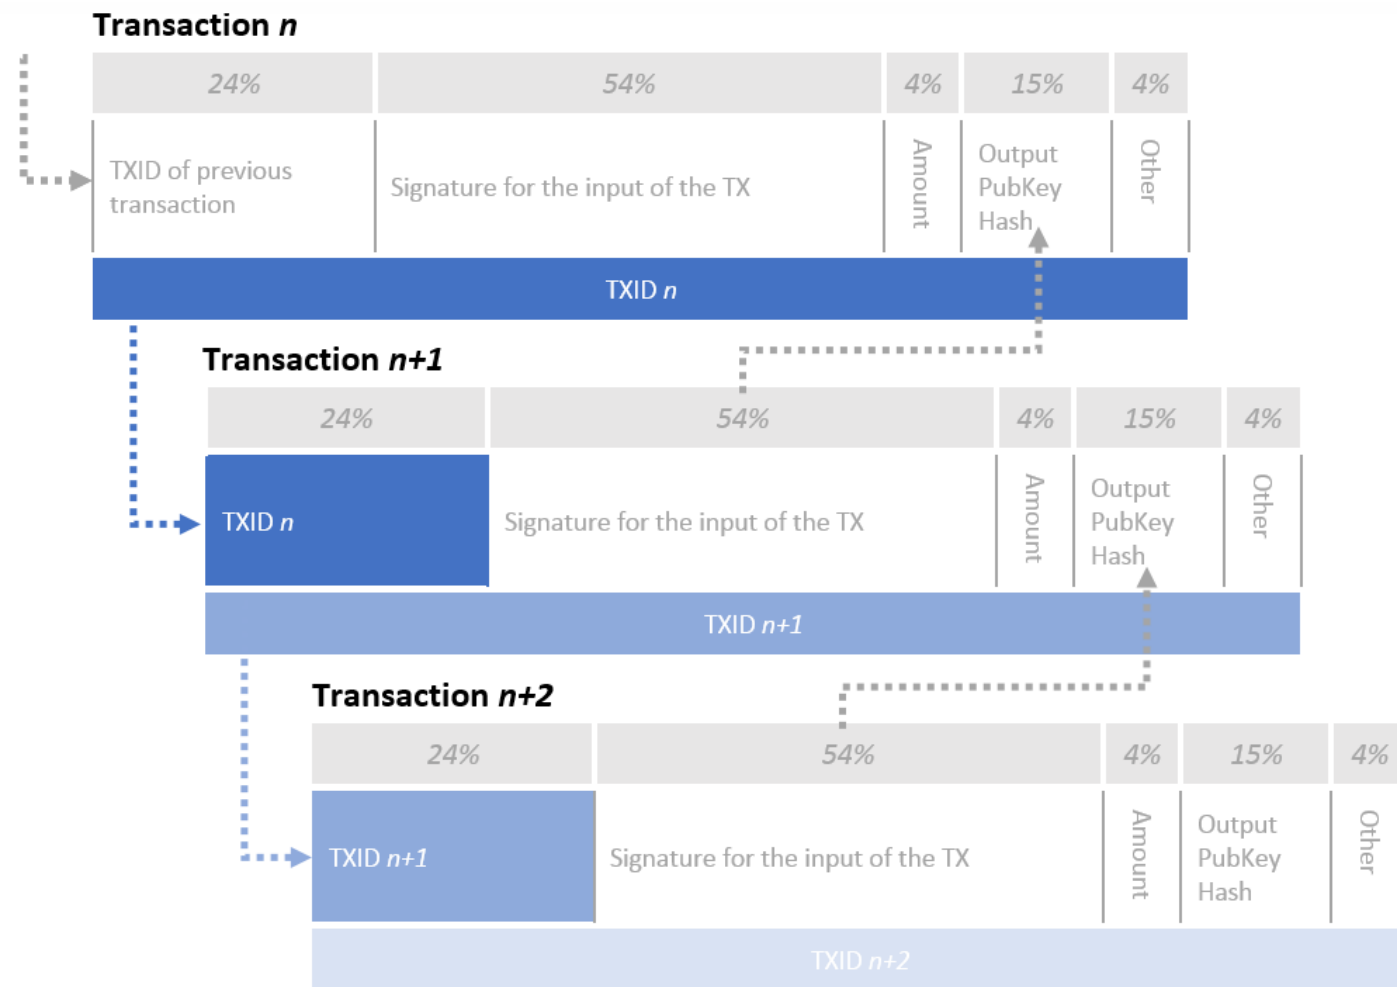 Transaction n
24%
54%
4%
15%
4%
TXID of previous
transaction
Signature for the input of the TX
Amount
Output
PubKey
Hash
Other
TXID n
Transaction n+1
24%
54%
4%
15%
4%
TXID n
Signature for the input of the TX
Amount
Output
PubKey
Hash
Other
TXID n+1
Transaction n+2
24%
54%
4%
15%
4%
TXID n+1
Signature for the input of the TX
Amount
Output
PubKey
Hash
Other
TXID n+2